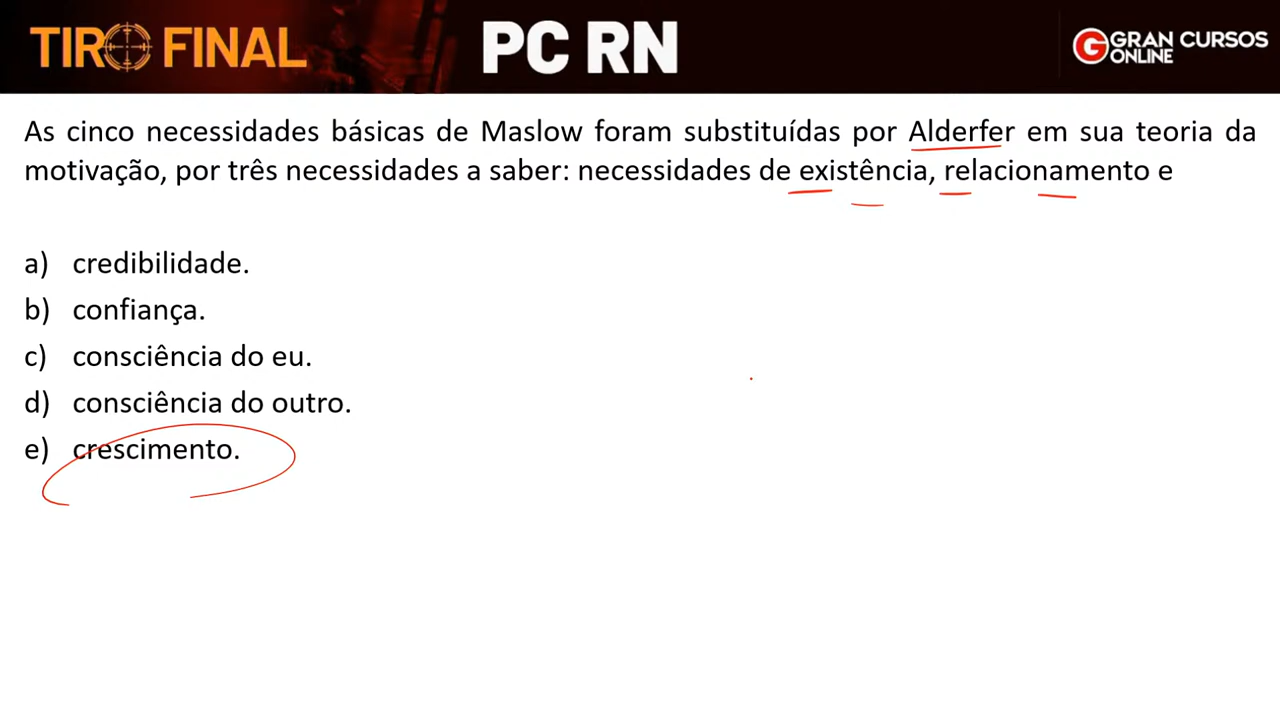 TIRO FINAL
PC RN
GRAN CURSOS
ONLINE
As cinco necessidades básicas de Maslow foram substituídas por Alderfer em sua teoria da
motivação, por três necessidades a saber: necessidades de existência, relacionamento e
a) credibilidade.
b) confiança.
c) consciência do eu.
d) consciência do outro.
e) crescimento.